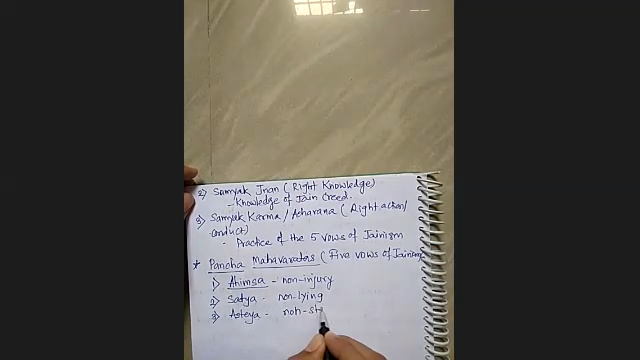 2) Samyak Jnan (Right Knowledge)
- Knowledge of Jain Creed.
3) Samyak Karma / Acharana (Right action/
conduct)
- Practice of the 5 vows of Jainism
* Pancha Mahavaratas (Five vows of Jainism
1) Ahimsa - non-injury
2) Satya - non-lying
3) Asteya - non-st